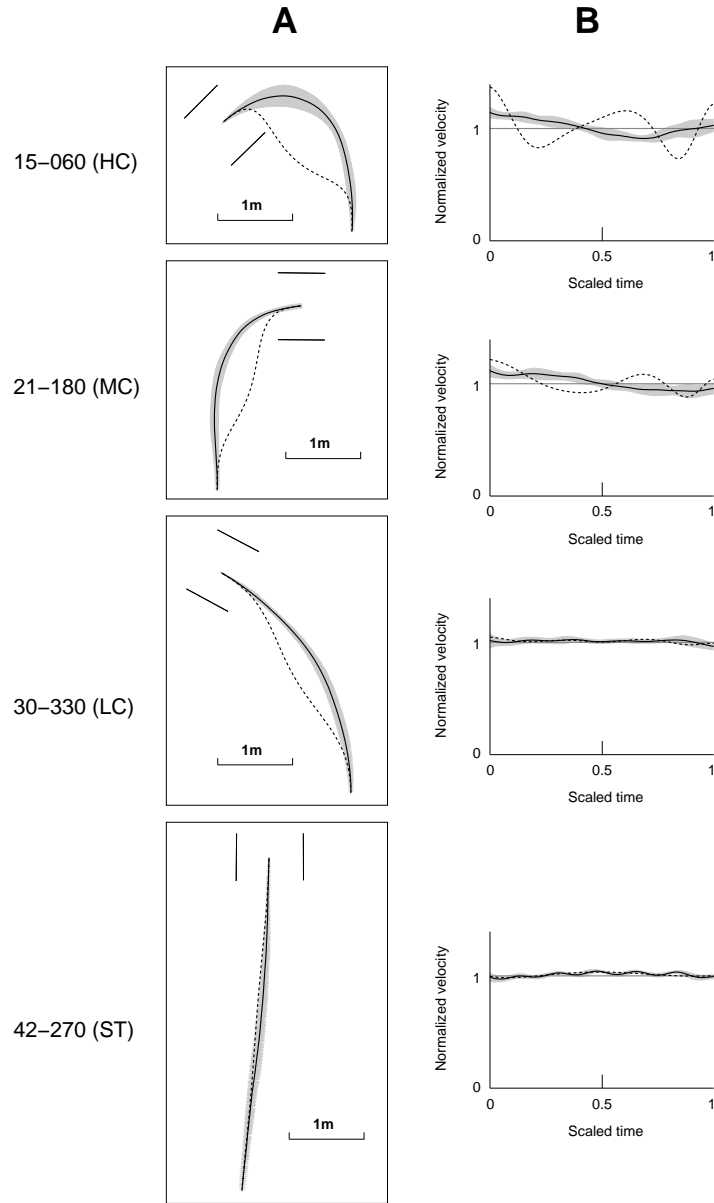 A
B
15−060 (HC)
1m
Normalized velocity
1
0
0
0.5
1
Scaled time
21−180 (MC)
1m
Normalized velocity
1
0
0
0.5
1
Scaled time
30−330 (LC)
1m
Normalized velocity
1
0
0
0.5
1
Scaled time
42−270 (ST)
1m
Normalized velocity
1
0
0
0.5
1
Scaled time